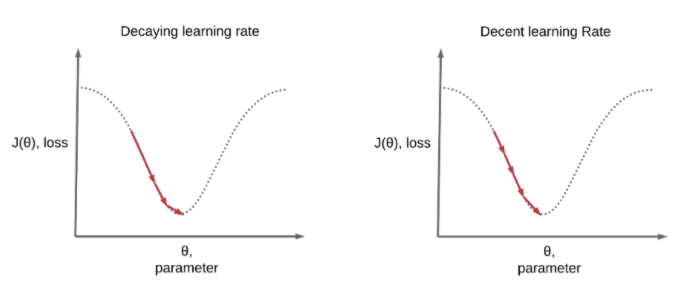 Decaying learning rate
J(θ), loss
θ,
parameter
Decent learning Rate
J(θ), loss
θ,
parameter